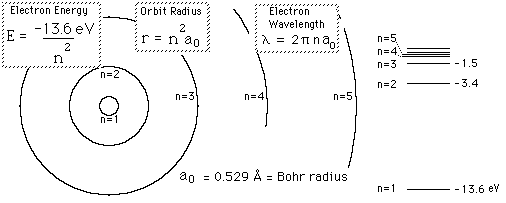 Electron Energy
E = -13.6 eV / n²
Orbit Radius
r = n² a₀
Electron
Wavelength
λ = 2π n a₀
n=1
n=2
n=3
n=4
n=5
a₀ = 0.529 Å = Bohr radius
n=5
n=4
n=3 -1.5
n=2 -3.4
n=1 -13.6 eV